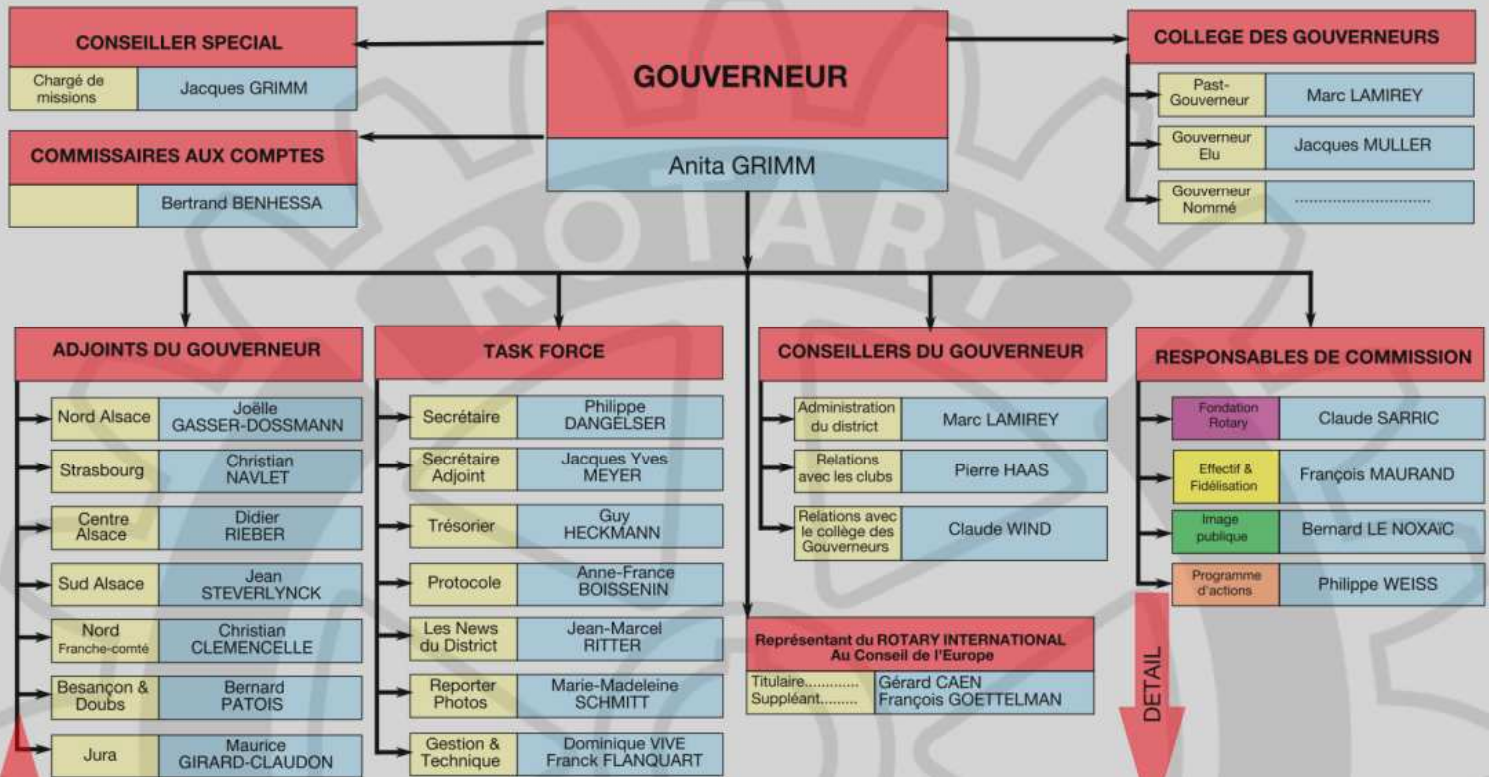 CONSEILLER SPECIAL
Chargé de
missions
Jacques GRIMM
COMMISSAIRES AUX COMPTES
Bertrand BENHESSA
GOUVERNEUR
Anita GRIMM
COLLEGE DES GOUVERNEURS
Past-
Gouverneur
Marc LAMIREY
Gouverneur
Elu
Jacques MULLER
Gouverneur
Nommé
............................
ROTARY
ADJOINTS DU GOUVERNEUR
Nord Alsace
Joëlle
GASSER-DOSSMANN
Strasbourg
Christian
NAVLET
Centre
Alsace
Didier
RIEBER
Sud Alsace
Jean
STEVERLYNCK
Nord
Franche-comté
Christian
CLEMENCELLE
Besançon &
Doubs
Bernard
PATOIS
Jura
Maurice
GIRARD-CLAUDON
TASK FORCE
Secrétaire
Philippe
DANGELSER
Secrétaire
Adjoint
Jacques Yves
MEYER
Trésorier
Guy
HECKMANN
Protocole
Anne-France
BOISSENIN
Les News
du District
Jean-Marcel
RITTER
Reporter
Photos
Marie-Madeleine
SCHMITT
Gestion &
Technique
Dominique VIVE
Franck FLANQUART
CONSEILLERS DU GOUVERNEUR
Administration
du district
Marc LAMIREY
Relations
avec les clubs
Pierre HAAS
Relations avec
le collège des
Gouverneurs
Claude WIND
Représentant du ROTARY INTERNATIONAL
Au Conseil de l'Europe
Titulaire............ Gérard CAEN
Suppléant......... François GOETTELMAN
RESPONSABLES DE COMMISSION
Fondation
Rotary
Claude SARRIC
Effectif &
Fidélisation
François MAURAND
Image
publique
Bernard LE NOXAÏC
Programme
d'actions
Philippe WEISS
DETAIL